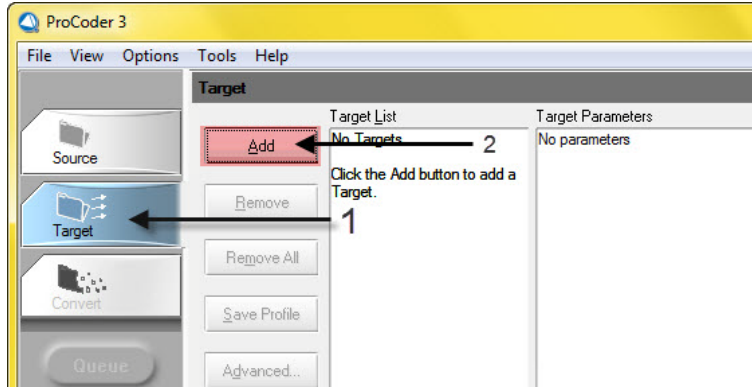 ProCoder 3
File View Options Tools Help
Target
Target List
Target Parameters
Source
Add
No Targets
2
No parameters
Click the Add button to add a
Target.
Target
Remove
1
Remove All
Convert
Save Profile
Queue
Advanced...